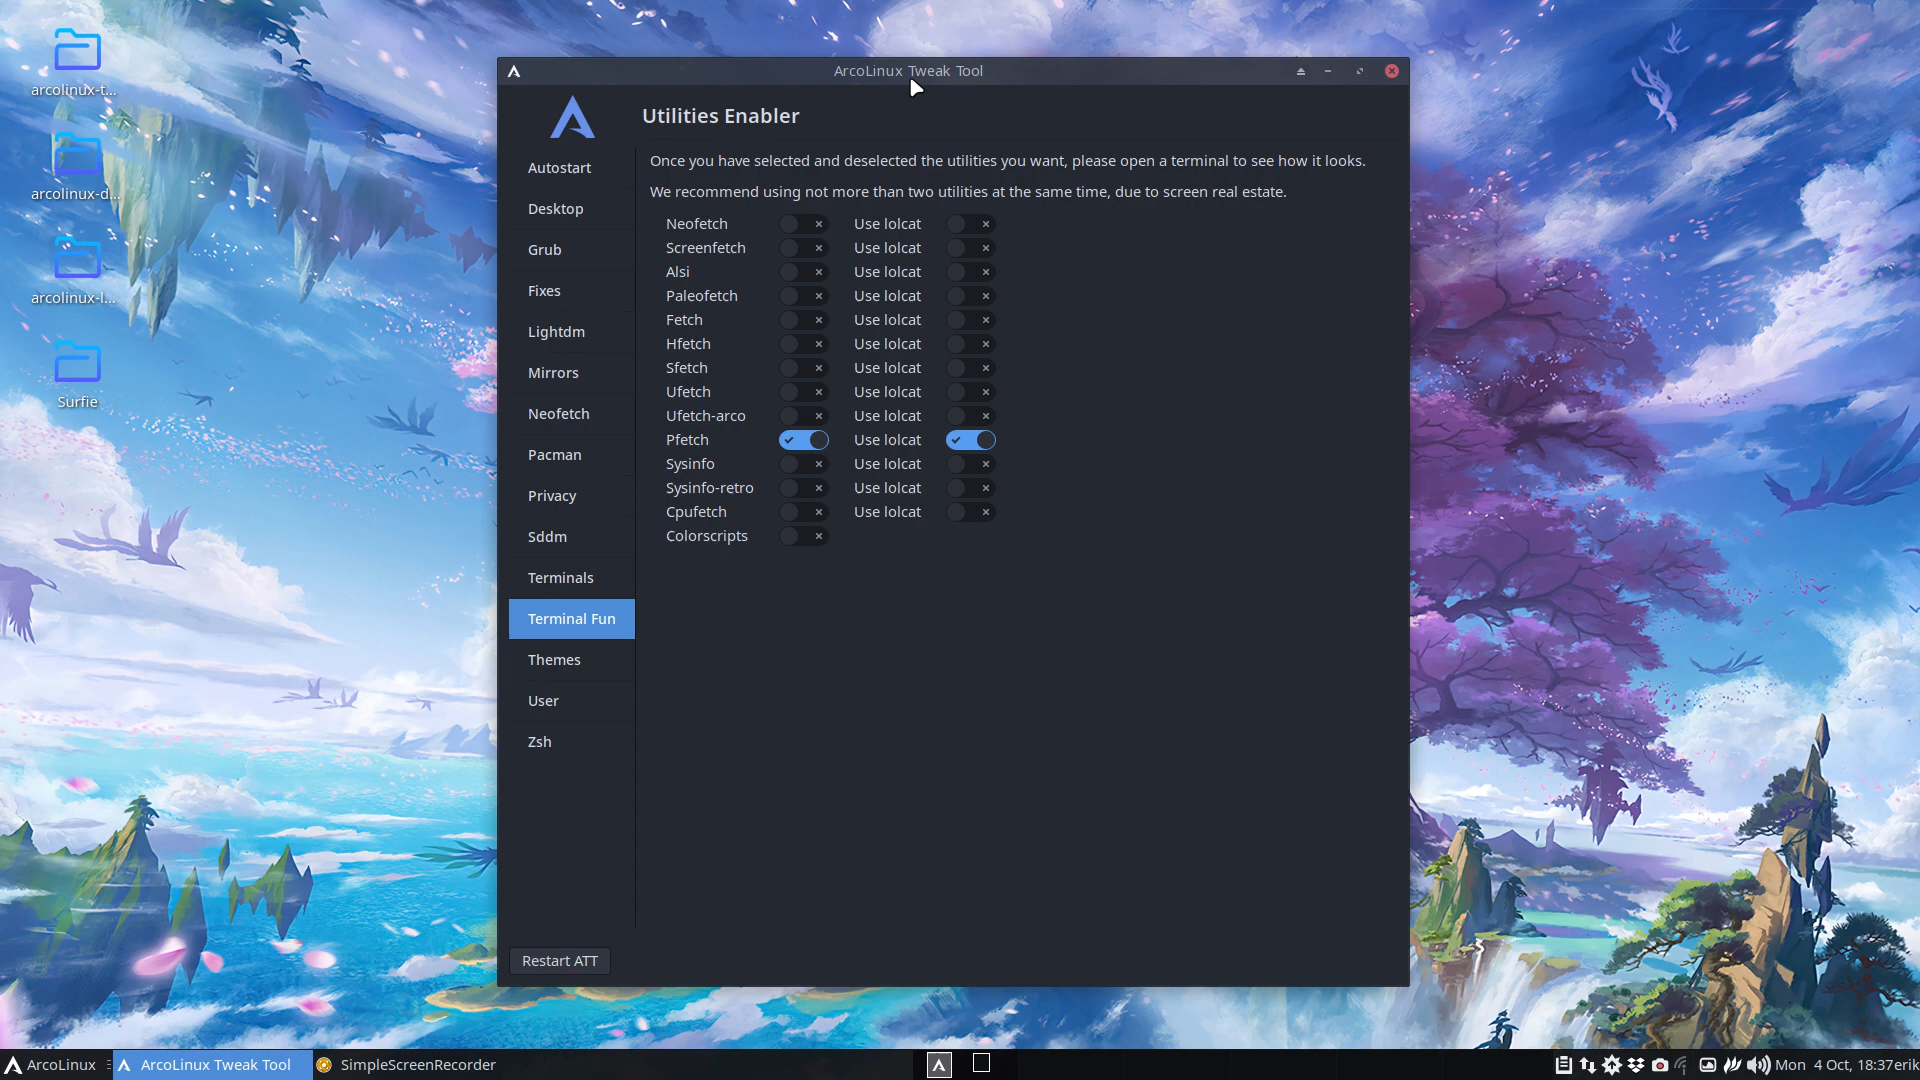 arcolinux-t...
arcolinux-d...
arcolinux-l...
Surfie
ArcoLinux Tweak Tool
Utilities Enabler
Autostart
Desktop
Grub
Fixes
Lightdm
Mirrors
Neofetch
Pacman
Privacy
Sddm
Terminals
Terminal Fun
Themes
User
Zsh
Once you have selected and deselected the utilities you want, please open a terminal to see how it looks.
We recommend using not more than two utilities at the same time, due to screen real estate.
Neofetch Use lolcat
Screenfetch Use lolcat
Alsi Use lolcat
Paleofetch Use lolcat
Fetch Use lolcat
Hfetch Use lolcat
Sfetch Use lolcat
Ufetch Use lolcat
Ufetch-arco Use lolcat
Pfetch Use lolcat
Sysinfo Use lolcat
Sysinfo-retro Use lolcat
Cpufetch Use lolcat
Colorscripts
Restart ATT
ArcoLinux ArcoLinux Tweak Tool SimpleScreenRecorder Mon 4 Oct, 18:37 erik